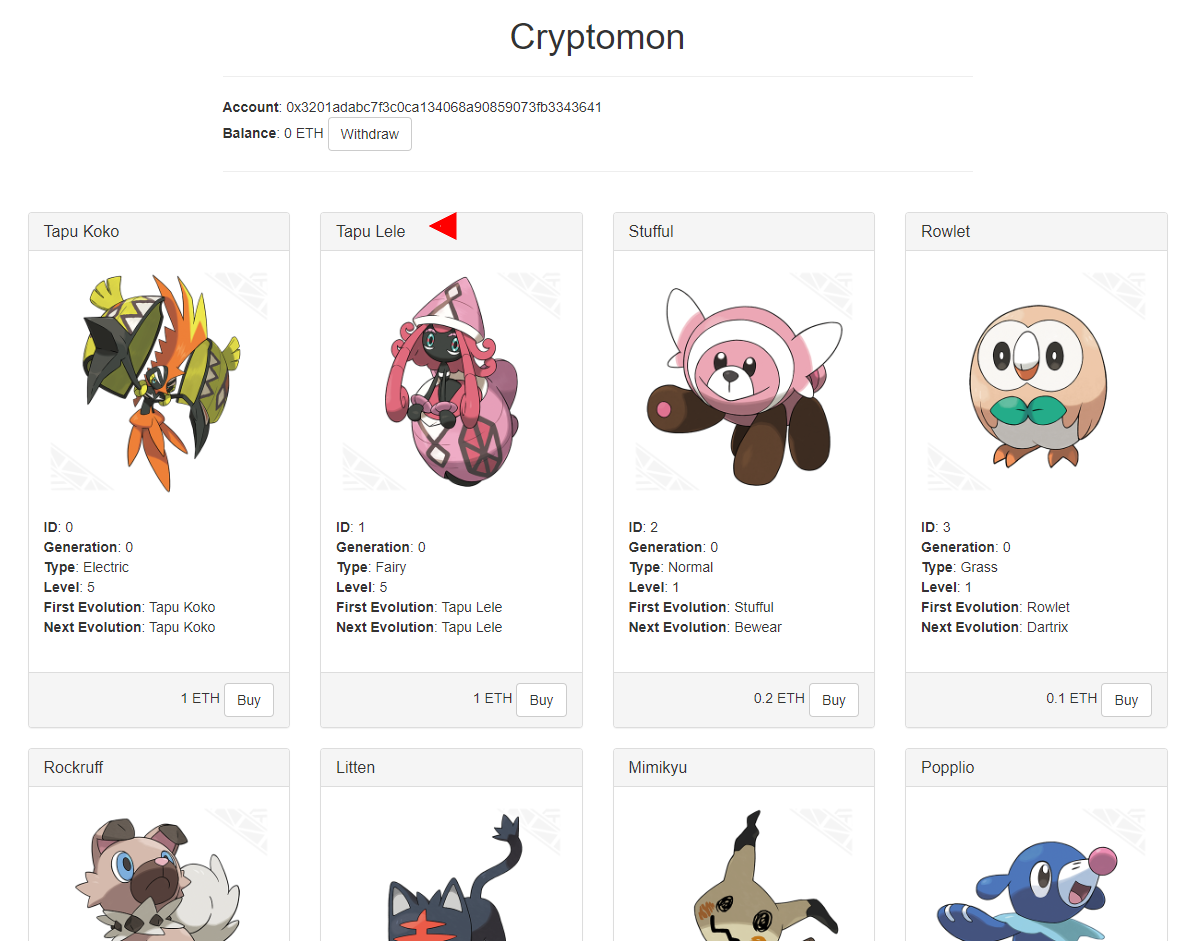 Cryptomon
Account: 0x3201adabc7f3c0ca134068a90859073fb3343641
Balance: 0 ETH Withdraw
Tapu Koko
ID: 0
Generation: 0
Type: Electric
Level: 5
First Evolution: Tapu Koko
Next Evolution: Tapu Koko
1 ETH Buy
Tapu Lele
ID: 1
Generation: 0
Type: Fairy
Level: 5
First Evolution: Tapu Lele
Next Evolution: Tapu Lele
1 ETH Buy
Stufful
ID: 2
Generation: 0
Type: Normal
Level: 1
First Evolution: Stufful
Next Evolution: Bewear
0.2 ETH Buy
Rowlet
ID: 3
Generation: 0
Type: Grass
Level: 1
First Evolution: Rowlet
Next Evolution: Dartrix
0.1 ETH Buy
Rockruff
Litten
Mimikyu
Popplio